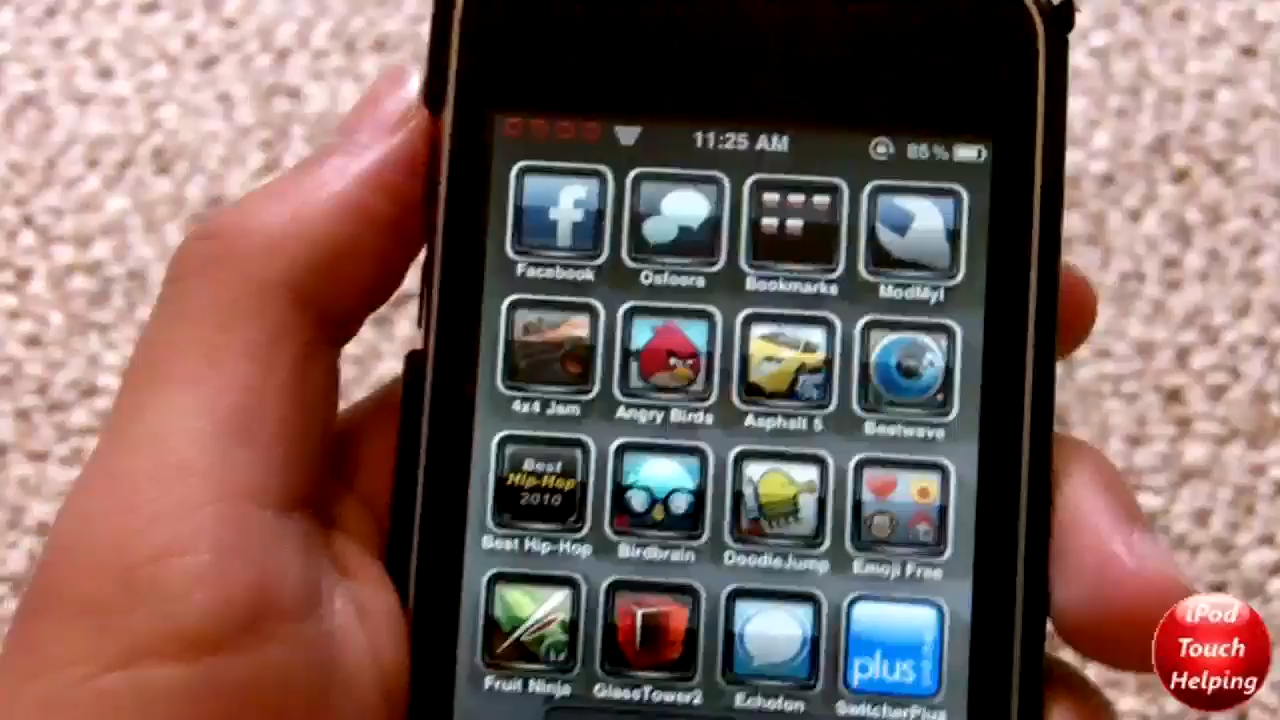 11:25 AM 85%
Facebook Osfoora Bookmarks ModMyI
4x4 Jam Angry Birds Asphalt 5 Beatwave
Best
Hip-Hop
2010
Best Hip-Hop Birdbrain DoodleJump Emoji Free
plus
Fruit Ninja GlassTower2 Echofon SwitcherPlus
iPod
Touch
Helping